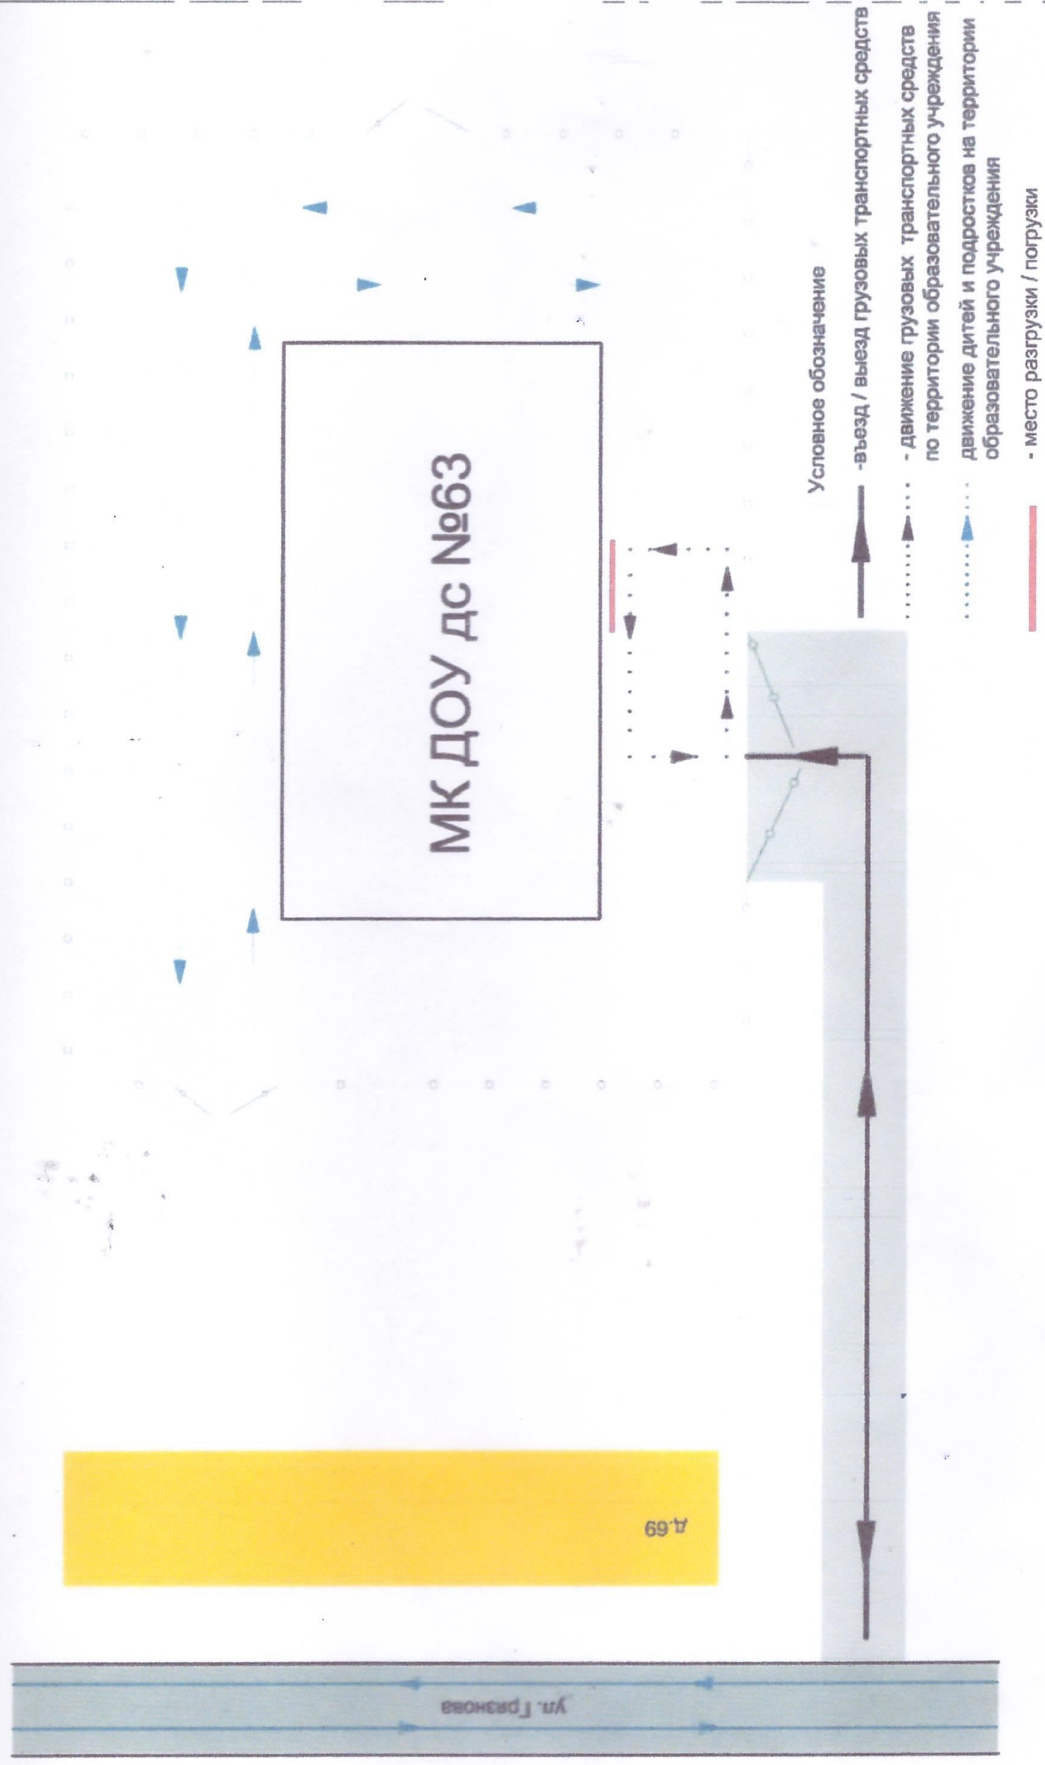 МК ДОУ дс №63
Условное обозначение
-въезд / выезд грузовых транспортных средств
- движение грузовых транспортных средств
по территории образовательного учреждения
движение дитей и подростков на территории
образовательного учреждения
- место разгрузки / погрузки
д.69
ул. Грязнова